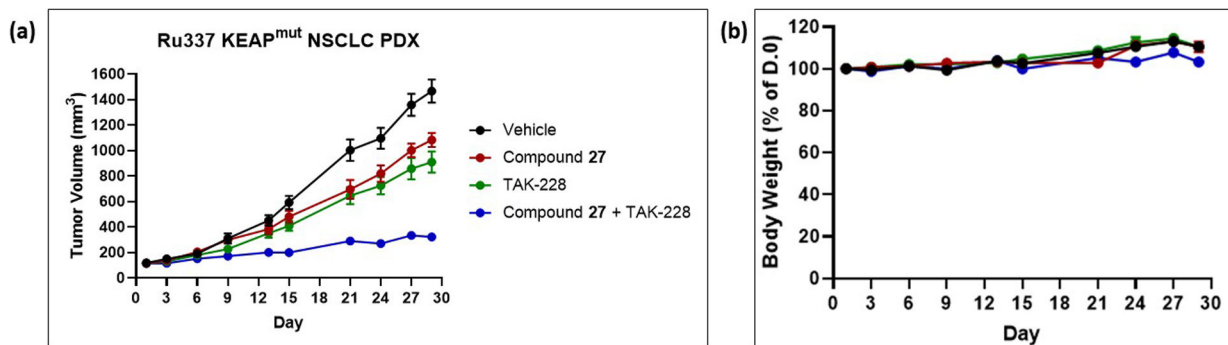 (a)
Ru337 KEAPmut NSCLC PDX
Tumor Volume (mm3)
1600
1400
1200
1000
800
600
400
200
0
0 3 6 9 12 15 18 21 24 27 30
Day
Vehicle
Compound 27
TAK-228
Compound 27 + TAK-228
(b)
Body Weight (% of D.0)
120
100
80
60
40
20
0
0 3 6 9 12 15 18 21 24 27 30
Day